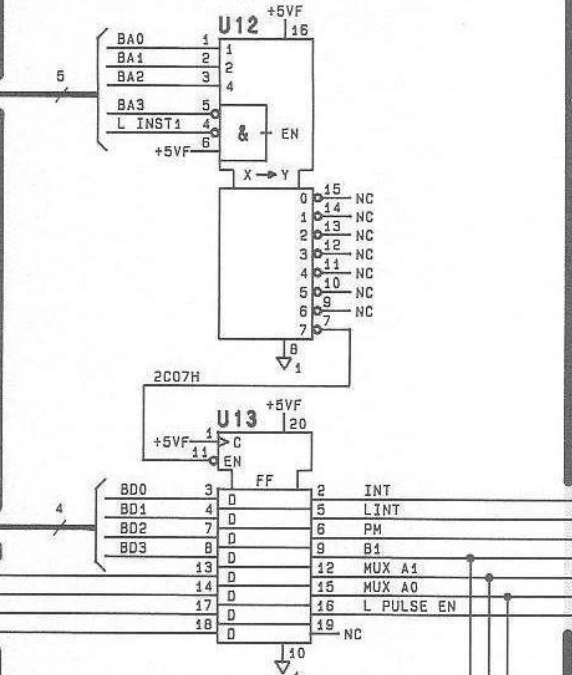 +5VF
U12
16
BA0 1 1
BA1 2 2
BA2 3 4
5
BA3 5
L INST1 4 & EN
+5VF 6
X Y
0 15 NC
1 14 NC
2 13 NC
3 12 NC
4 11 NC
5 10 NC
6 9 NC
7 7
8
1
2C07H
+5VF
U13
20
+5VF 1 C
11 EN
FF
BD0 3 D 2 INT
BD1 4 D 5 LINT
4
BD2 7 D 6 PM
BD3 8 D 9 B1
13 D 12 MUX A1
14 D 15 MUX A0
17 D 16 L PULSE EN
18 D 19 NC
10